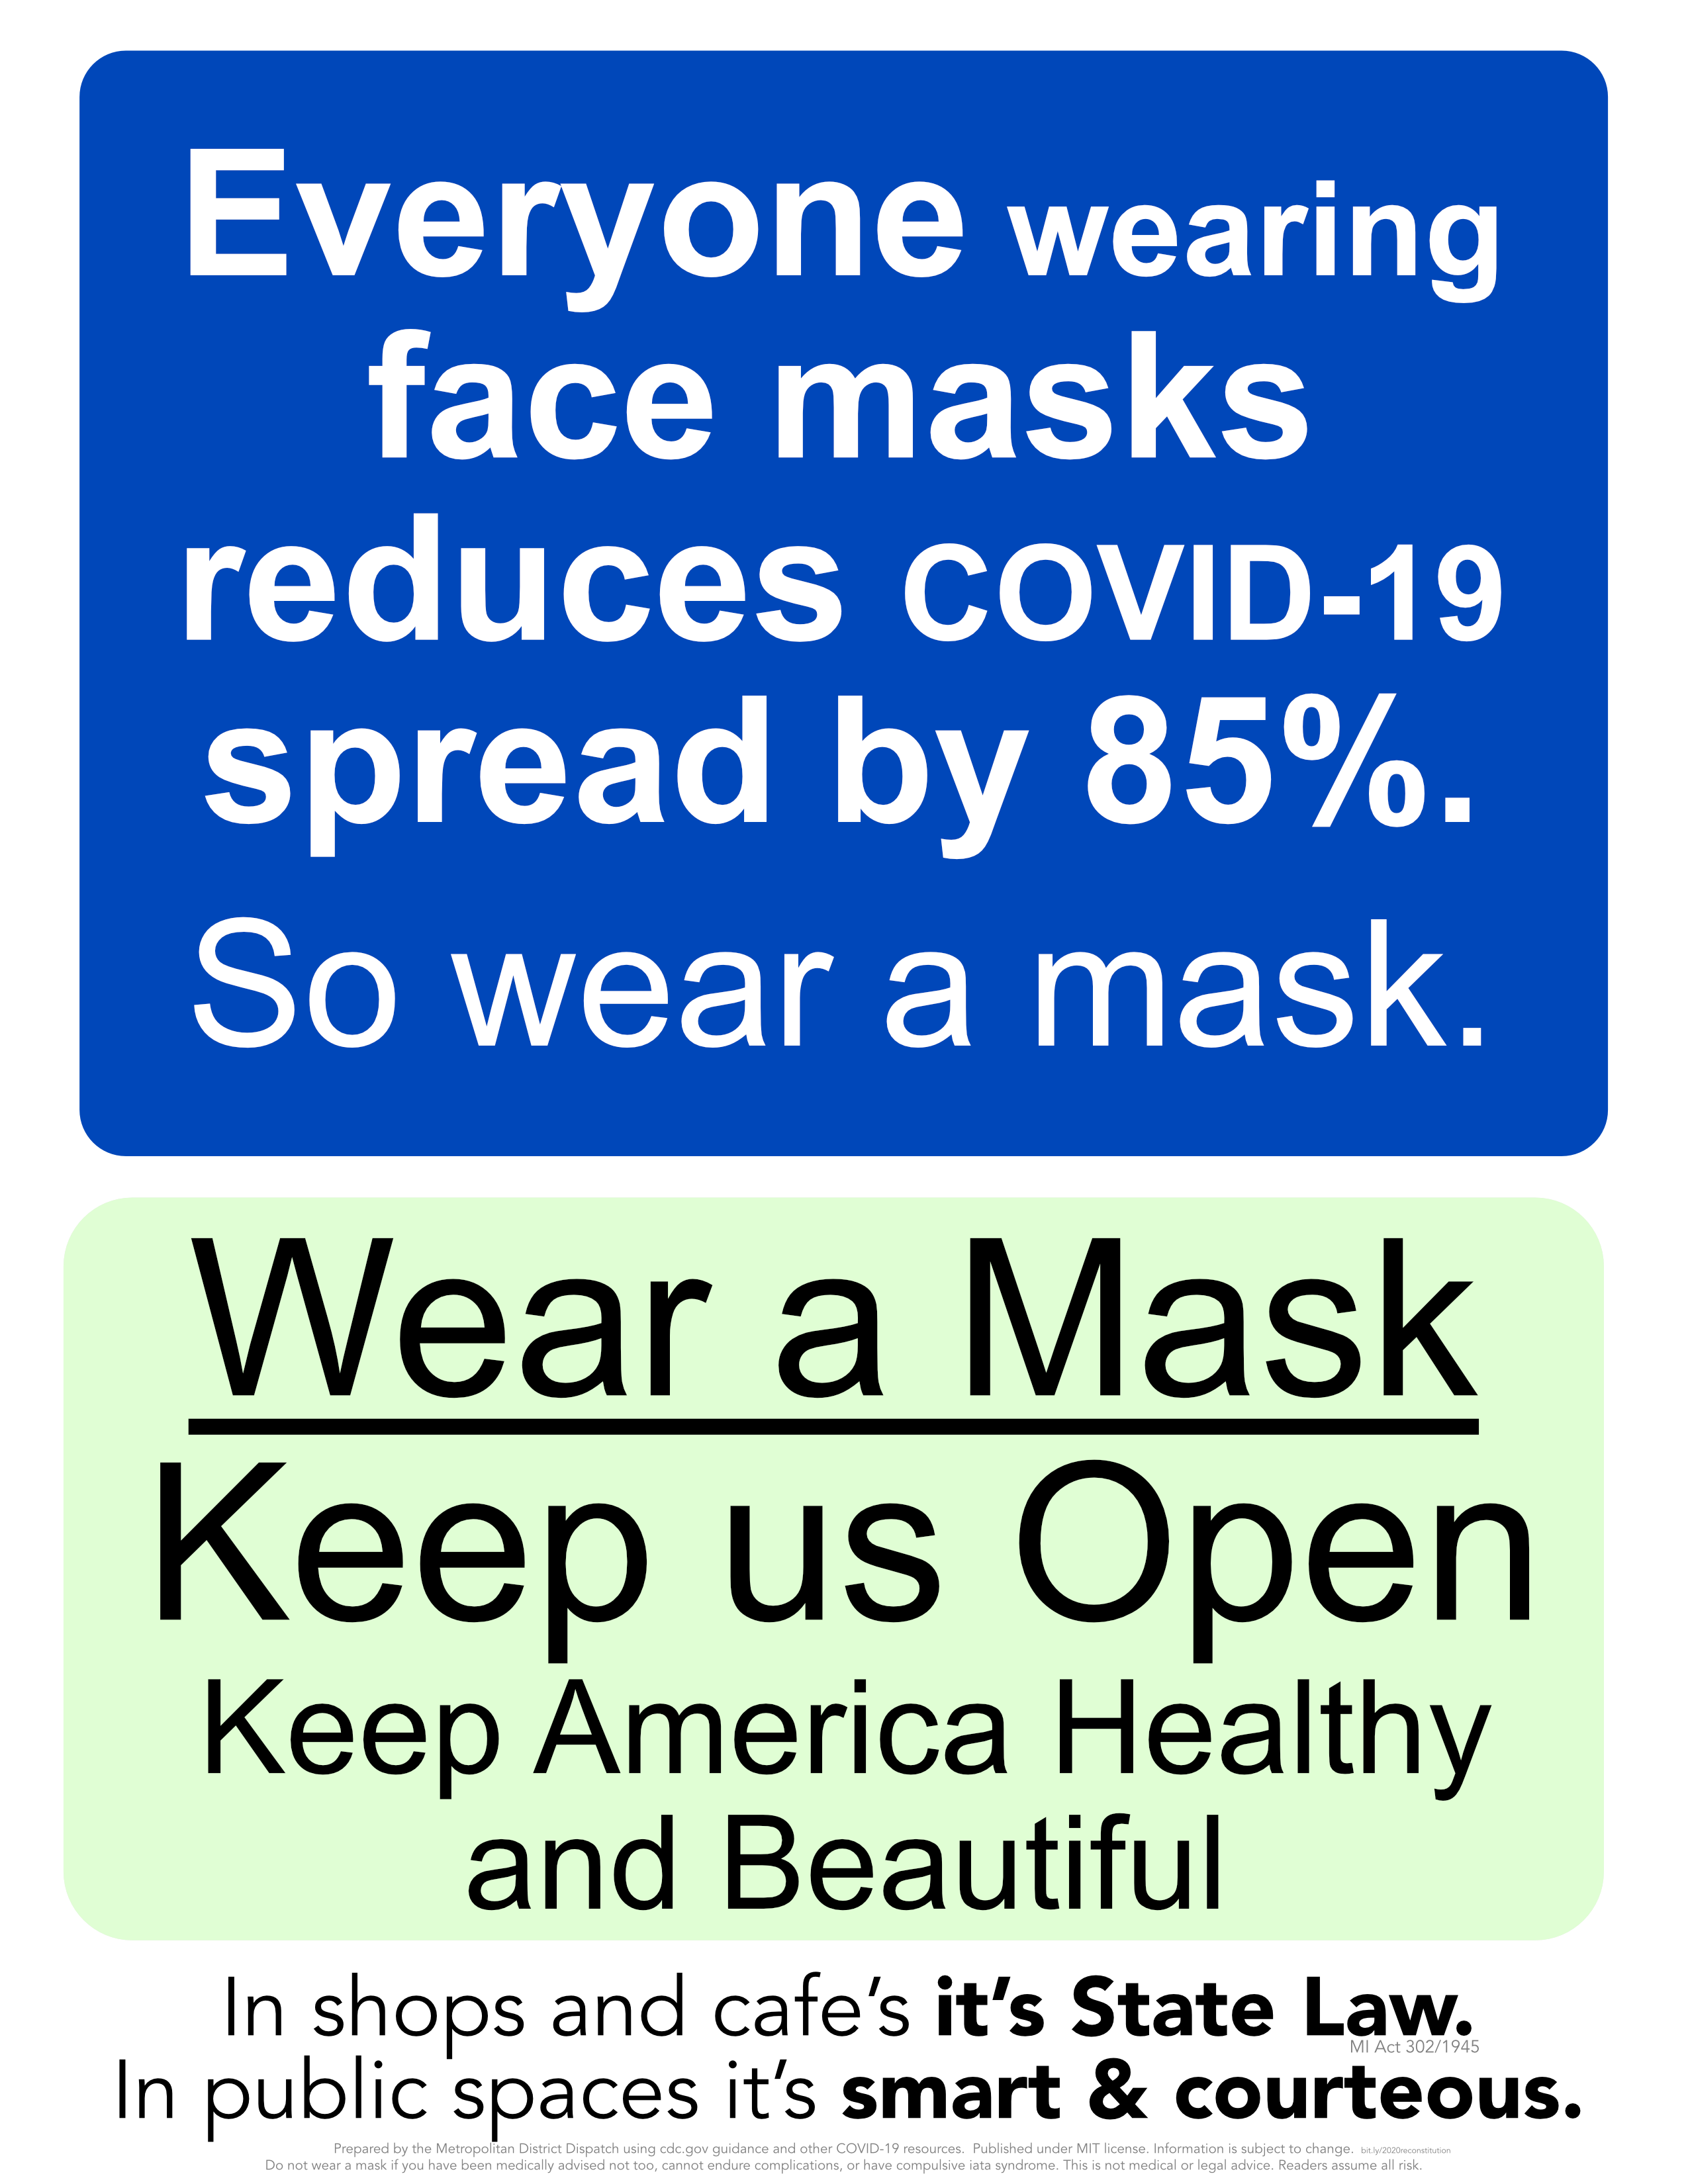 Everyone wearing
face masks
reduces COVID-19
spread by 85%.
So wear a mask.
Wear a Mask
Keep us Open
Keep America Healthy
and Beautiful
In shops and cafe’s it’s State Law.
MI Act 302/1945
In public spaces it’s smart & courteous.
Prepared by the Metropolitan District Dispatch using cdc.gov guidance and other COVID-19 resources. Published under MIT license. Information is subject to change. bit.ly/2020reconstitution
Do not wear a mask if you have been medically advised not too, cannot endure complications, or have compulsive iata syndrome. This is not medical or legal advice. Readers assume all risk.